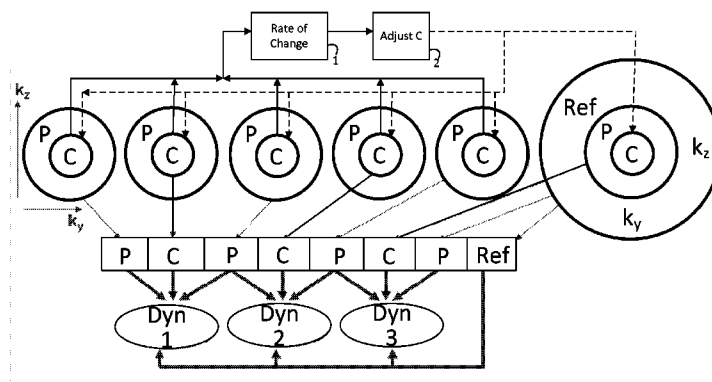 Rate of
Change
1
Adjust C
2
k_z
P
C
P
C
P
C
P
C
P
C
Ref
P
C
k_z
k_y
k_y
P C P C P C P Ref
Dyn
1
Dyn
2
Dyn
3